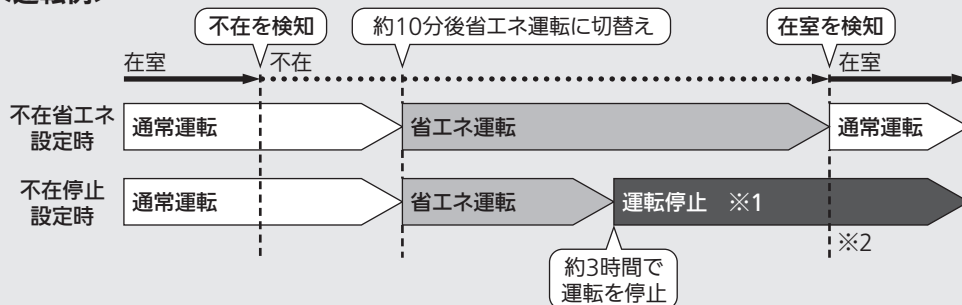 不在を検知
約10分後省エネ運転に切替え
在室を検知
在室
不在
在室
不在省エネ
設定時
通常運転
省エネ運転
通常運転
不在停止
設定時
通常運転
省エネ運転
運転停止 ※1
※2
約3時間で
運転を停止